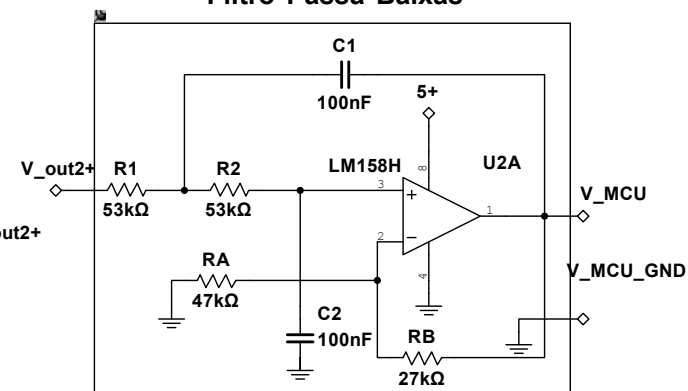 Filtro Passa Baixas
C1
100nF
5+
V_out2+
R1
53kΩ
R2
53kΩ
LM158H
U2A
8
3
+
1
2
−
4
V_MCU
out2+
RA
47kΩ
V_MCU_GND
C2
100nF
RB
27kΩ